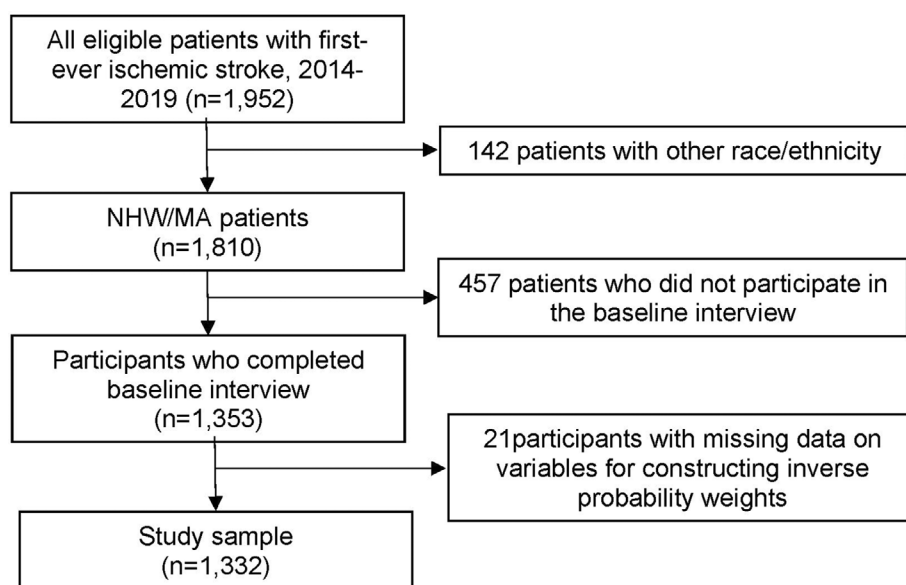 All eligible patients with first-
ever ischemic stroke, 2014-
2019 (n=1,952)
142 patients with other race/ethnicity
NHW/MA patients
(n=1,810)
457 patients who did not participate in
the baseline interview
Participants who completed
baseline interview
(n=1,353)
21participants with missing data on
variables for constructing inverse
probability weights
Study sample
(n=1,332)